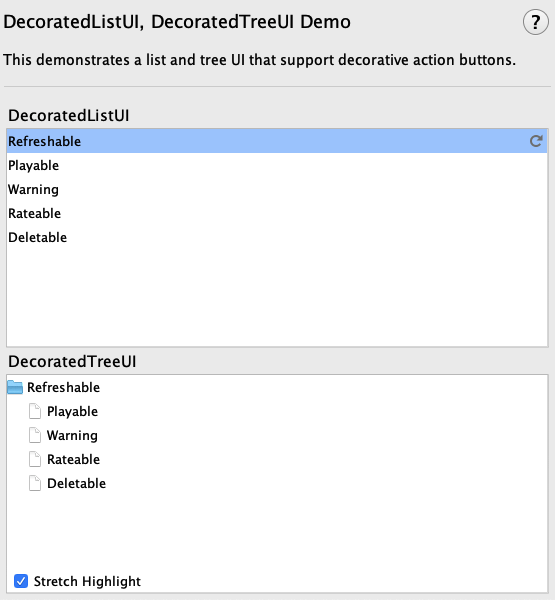 DecoratedListUI, DecoratedTreeUI Demo
?
This demonstrates a list and tree UI that support decorative action buttons.
DecoratedListUI
Refreshable
Playable
Warning
Rateable
Deletable
DecoratedTreeUI
Refreshable
Playable
Warning
Rateable
Deletable
Stretch Highlight